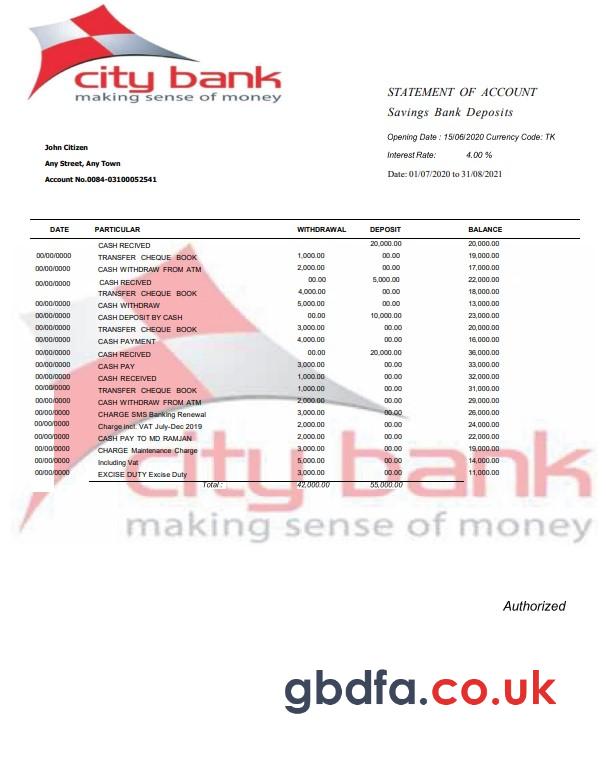 city bank
making sense of money
STATEMENT OF ACCOUNT
Savings Bank Deposits
Opening Date : 15/06/2020 Currency Code: TK
Interest Rate: 4.00 %
Date: 01/07/2020 to 31/08/2021
John Citizen
Any Street, Any Town
Account No.0084-03100052541
DATE PARTICULAR WITHDRAWAL DEPOSIT BALANCE
CASH RECIVED 20,000.00 20,000.00
00/00/0000 TRANSFER CHEQUE BOOK 1,000.00 00.00 19,000.00
00/00/0000 CASH WITHDRAW FROM ATM 2,000.00 00.00 17,000.00
00/00/0000 CASH RECIVED 00.00 5,000.00 22,000.00
TRANSFER CHEQUE BOOK 4,000.00 00.00 18,000.00
00/00/0000 CASH WITHDRAW 5,000.00 00.00 13,000.00
00/00/0000 CASH DEPOSIT BY CASH 00.00 10,000.00 23,000.00
00/00/0000 TRANSFER CHEQUE BOOK 3,000.00 00.00 20,000.00
00/00/0000 CASH PAYMENT 4,000.00 00.00 16,000.00
00/00/0000 CASH RECIVED 00.00 20,000.00 36,000.00
00/00/0000 CASH PAY 3,000.00 00.00 33,000.00
00/00/0000 CASH RECEIVED 1,000.00 00.00 32,000.00
00/00/0000 TRANSFER CHEQUE BOOK 1,000.00 00.00 31,000.00
00/00/0000 CASH WITHDRAW FROM ATM 2,000.00 00.00 29,000.00
00/00/0000 CHARGE SMS Banking Renewal 3,000.00 00.00 26,000.00
00/00/0000 Charge incl. VAT July-Dec 2019 2,000.00 00.00 24,000.00
00/00/0000 CASH PAY TO MD RAMJAN 2,000.00 00.00 22,000.00
00/00/0000 CHARGE Maintenance Charge 3,000.00 00.00 19,000.00
00/00/0000 Including Vat 5,000.00 00.00 14,000.00
00/00/0000 EXCISE DUTY Excise Duty 3,000.00 00.00 11,000.00
Total : 42,000.00 55,000.00
city bank
making sense of money
Authorized
gbdfa.co.uk